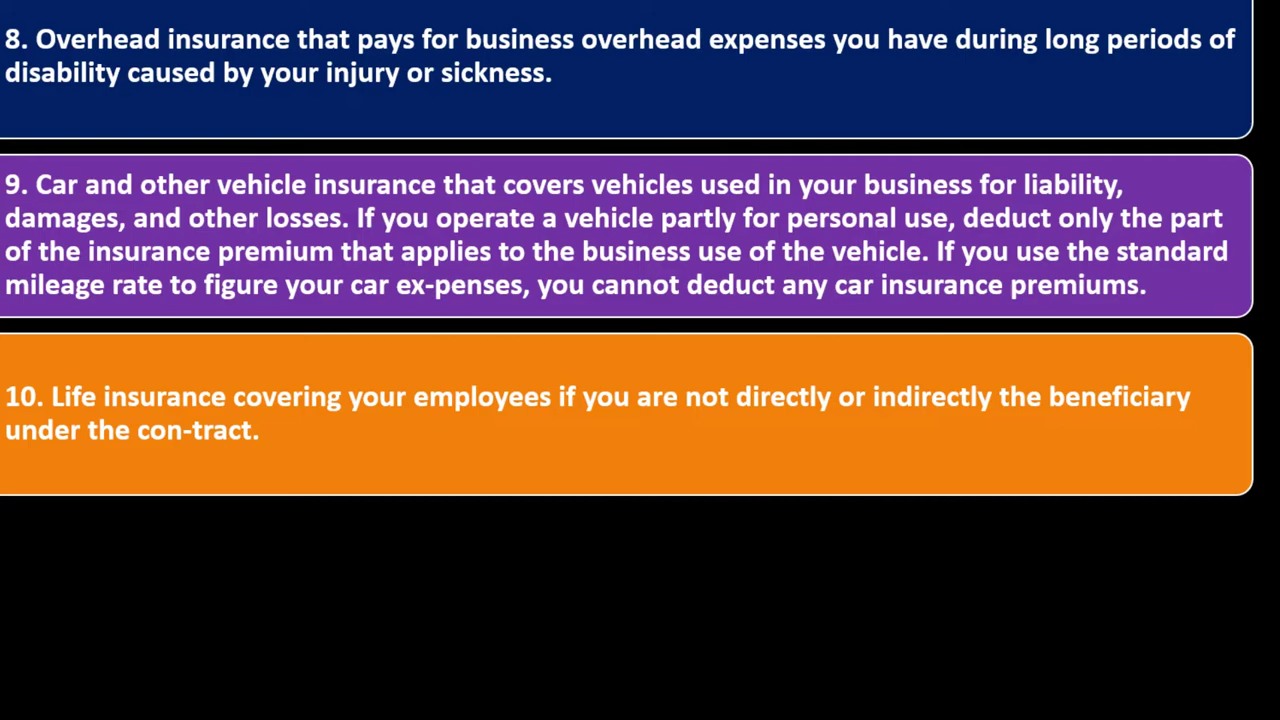 8. Overhead insurance that pays for business overhead expenses you have during long periods of
disability caused by your injury or sickness.
9. Car and other vehicle insurance that covers vehicles used in your business for liability,
damages, and other losses. If you operate a vehicle partly for personal use, deduct only the part
of the insurance premium that applies to the business use of the vehicle. If you use the standard
mileage rate to figure your car ex-penses, you cannot deduct any car insurance premiums.
10. Life insurance covering your employees if you are not directly or indirectly the beneficiary
under the con-tract.